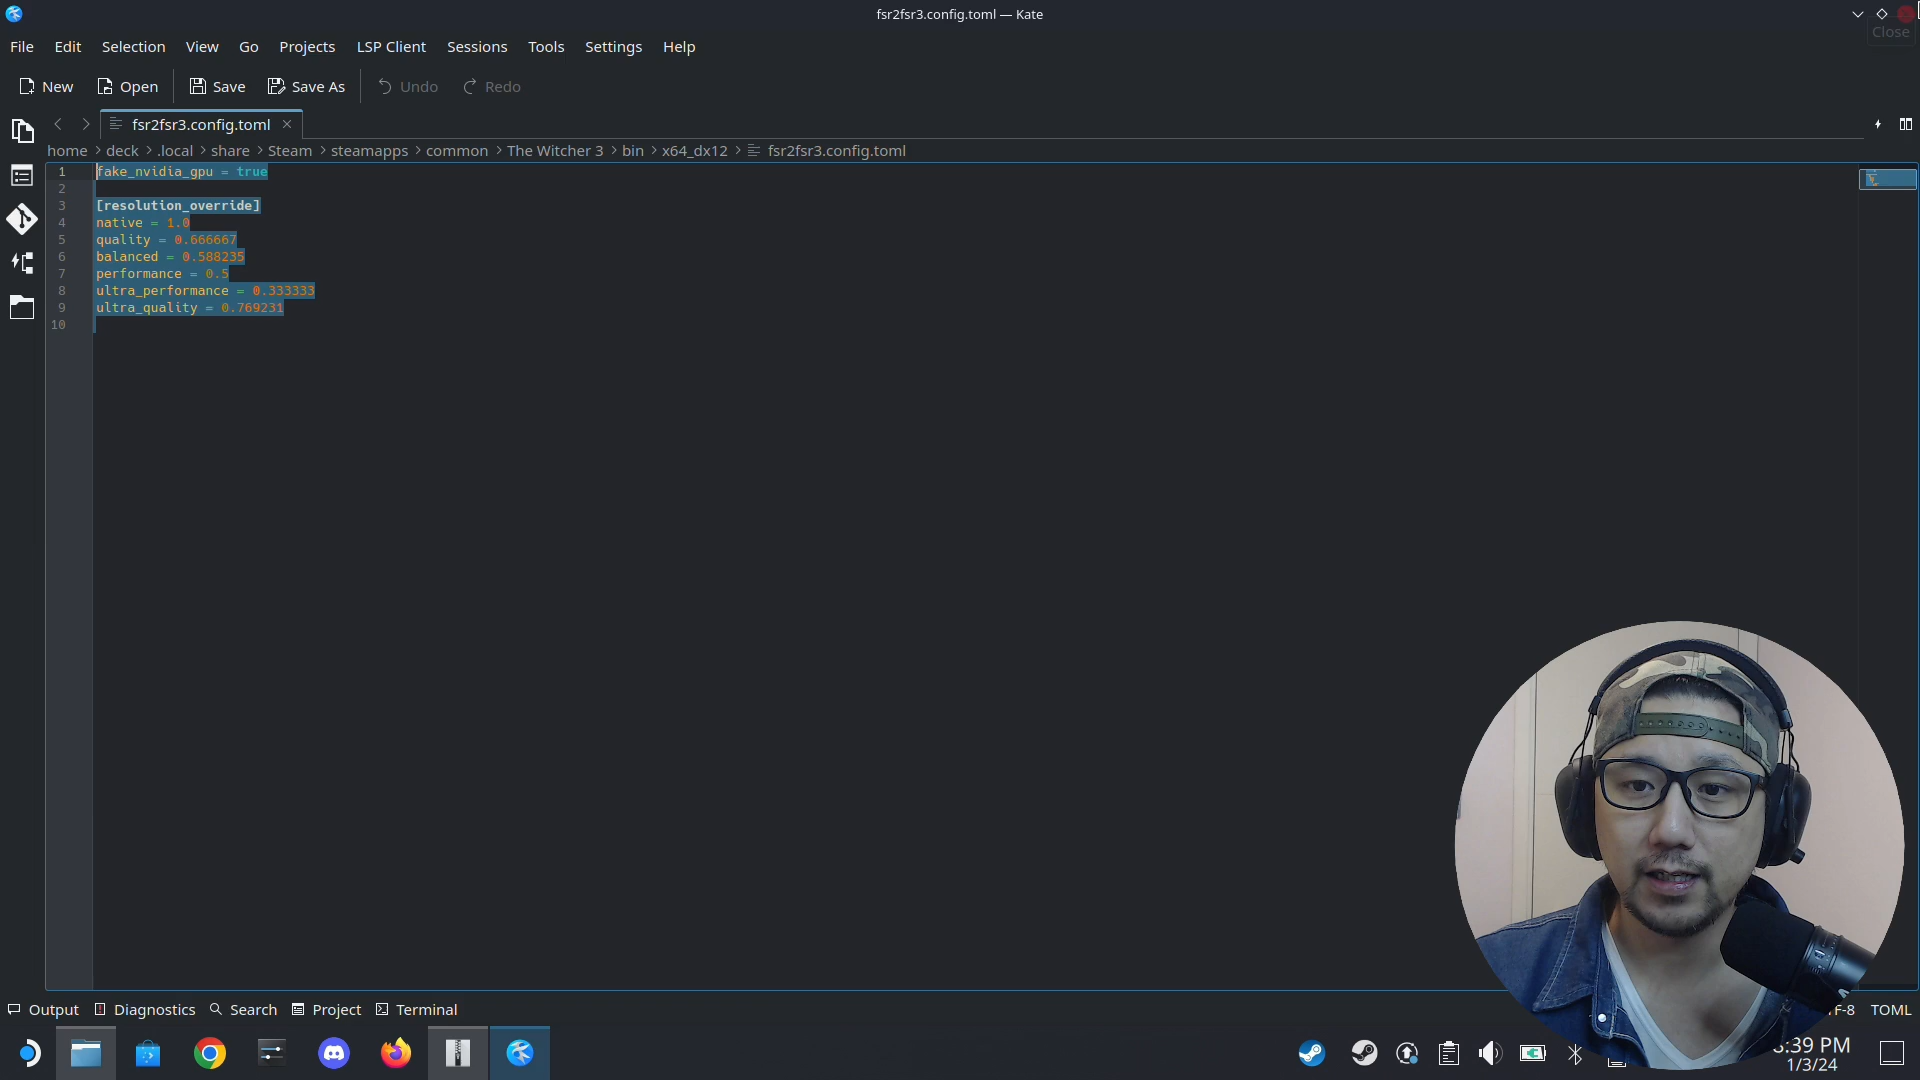 fsr2fsr3.config.toml — Kate
Close
File Edit Selection View Go Projects LSP Client Sessions Tools Settings Help
New Open Save Save As Undo Redo
fsr2fsr3.config.toml
home > deck > .local > share > Steam > steamapps > common > The Witcher 3 > bin > x64_dx12 > fsr2fsr3.config.toml
1 fake_nvidia_gpu = true
2
3 [resolution_override]
4 native = 1.0
5 quality = 0.666667
6 balanced = 0.588235
7 performance = 0.5
8 ultra_performance = 0.333333
9 ultra_quality = 0.769231
10
Output Diagnostics Search Project Terminal
F-8 TOML
:39 PM
1/3/24